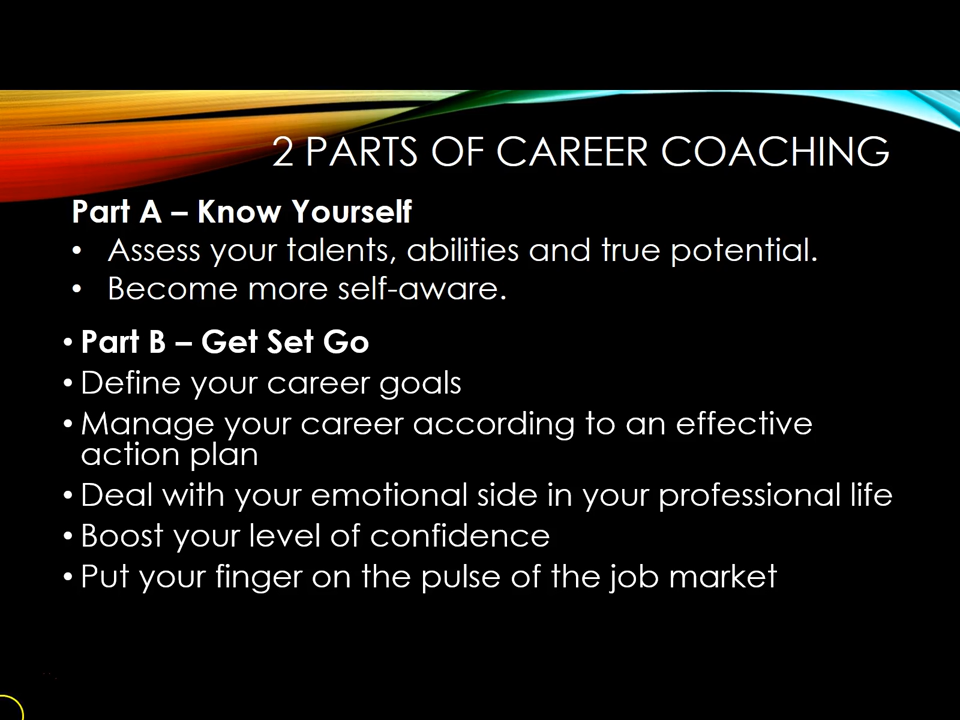 2 PARTS OF CAREER COACHING
Part A – Know Yourself
• Assess your talents, abilities and true potential.
• Become more self-aware.
• Part B – Get Set Go
• Define your career goals
• Manage your career according to an effective
action plan
• Deal with your emotional side in your professional life
• Boost your level of confidence
• Put your finger on the pulse of the job market